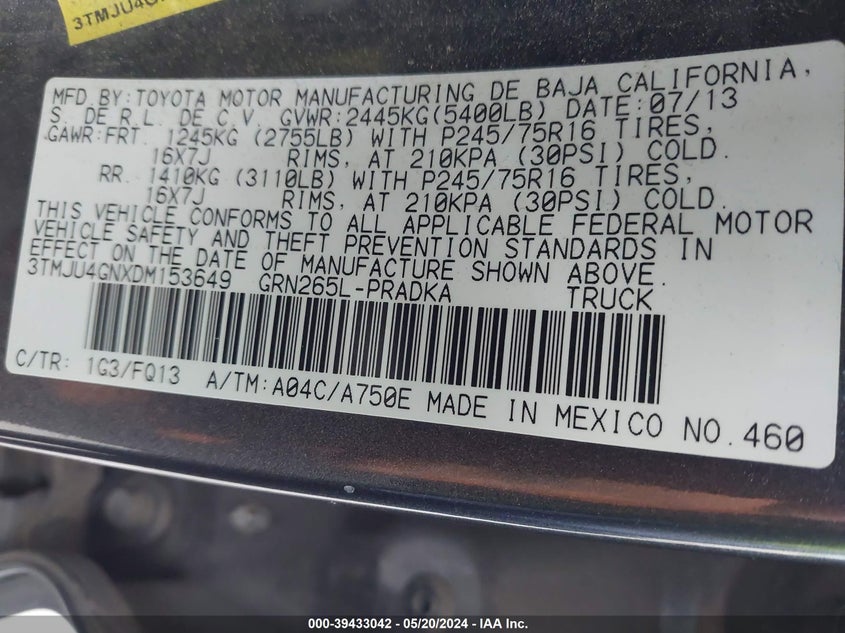 3TMJU4G
MFD.BY:TOYOTA MOTOR MANUFACTURING DE BAJA CALIFORNIA,
S. DE R.L. DE C.V. GVWR:2445KG(5400LB) DATE:07/13
GAWR:FRT. 1245KG (2755LB) WITH P245/75R16 TIRES,
16X7J RIMS, AT 210KPA (30PSI) COLD.
RR. 1410KG (3110LB) WITH P245/75R16 TIRES,
16X7J RIMS, AT 210KPA (30PSI) COLD.
THIS VEHICLE CONFORMS TO ALL APPLICABLE FEDERAL MOTOR
VEHICLE SAFETY AND THEFT PREVENTION STANDARDS IN
EFFECT ON THE DATE OF MANUFACTURE SHOWN ABOVE.
3TMJU4GNXDM153649 GRN265L-PRADKA TRUCK
C/TR: 1G3/FQ13 A/TM:A04C/A750E MADE IN MEXICO NO.460
000-39433042 - 05/20/2024 - IAA Inc.